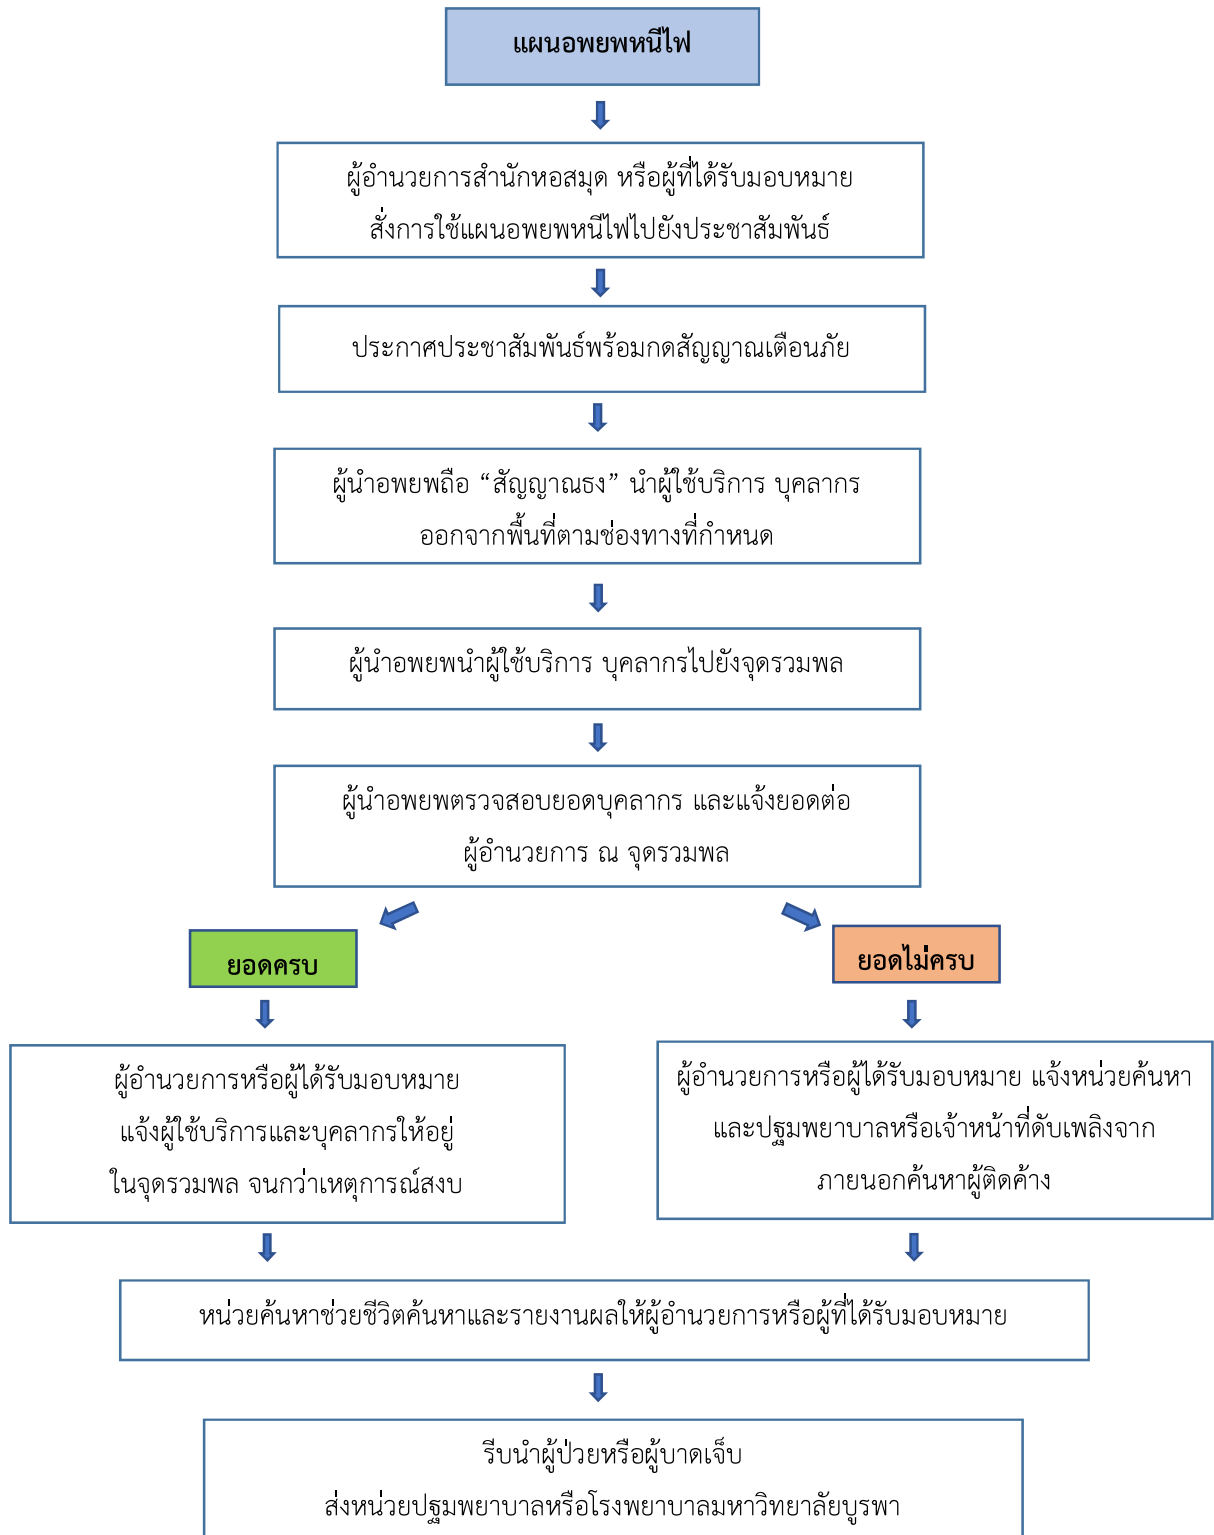 แผนอพยพหนีไฟ
ผู้อำนวยการสำนักหอสมุด หรือผู้ที่ได้รับมอบหมาย
สั่งการใช้แผนอพยพหนีไฟไปยังประชาสัมพันธ์
ประกาศประชาสัมพันธ์พร้อมกดสัญญาณเตือนภัย
ผู้นำอพยพถือ “สัญญาณธง” นำผู้ใช้บริการ บุคลากร
ออกจากพื้นที่ตามช่องทางที่กำหนด
ผู้นำอพยพนำผู้ใช้บริการ บุคลากรไปยังจุดรวมพล
ผู้นำอพยพตรวจสอบยอดบุคลากร และแจ้งยอดต่อ
ผู้อำนวยการ ณ จุดรวมพล
ยอดครบ
ยอดไม่ครบ
ผู้อำนวยการหรือผู้ได้รับมอบหมาย
แจ้งผู้ใช้บริการและบุคลากรให้อยู่
ในจุดรวมพล จนกว่าเหตุการณ์สงบ
ผู้อำนวยการหรือผู้ได้รับมอบหมาย แจ้งหน่วยค้นหา
และปฐมพยาบาลหรือเจ้าหน้าที่ดับเพลิงจาก
ภายนอกค้นหาผู้ติดค้าง
หน่วยค้นหาช่วยชีวิตค้นหาและรายงานผลให้ผู้อำนวยการหรือผู้ที่ได้รับมอบหมาย
รีบนำผู้ป่วยหรือผู้บาดเจ็บ
ส่งหน่วยปฐมพยาบาลหรือโรงพยาบาลมหาวิทยาลัยบูรพา